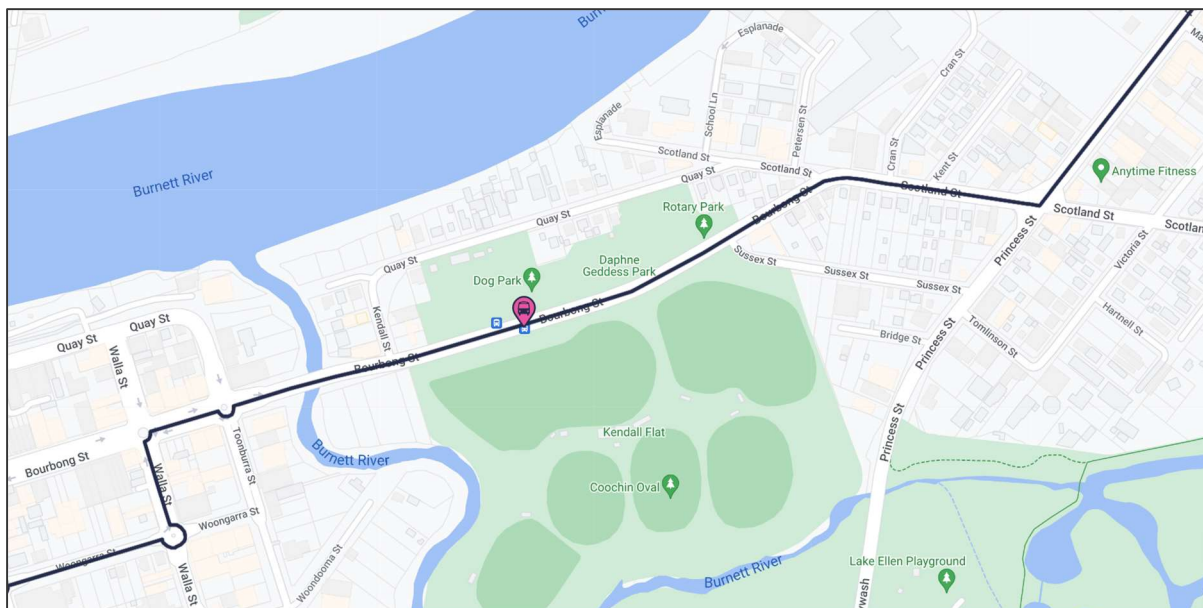 Burnett River
Esplanade
Cran St
School Ln
Petersen St
Esplanade
Scotland St
Scotland St
Cran St
Kent St
Scotland St
Anytime Fitness
Scotland St
Burnett River
Quay St
Quay St
Quay St
Rotary Park
Bourbong St
Daphne
Geddess Park
Dog Park
Sussex St
Sussex St
Sussex St
Princess St
Victoria St
Bourbong St
Kendall St
Quay St
Quay St
Walla St
Bourbong St
Bridge St
Princess St
Tomlinson St
Hartnell St
Toonburra St
Bourbong St
Kendall Flat
Burnett River
Princess St
Walla St
Coochin Oval
Woongarra St
Woongarra St
Woondooma St
Walla St
Burnett River
Lake Ellen Playground